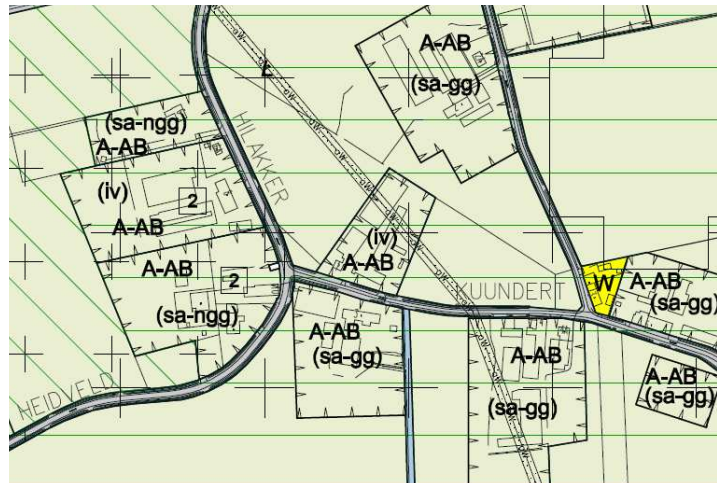 A-AB
(sa-gg)
(sa-ngg)
A-AB
HILAKKER
(iv)
2
A-AB
(iv)
A-AB
A-AB
2
(sa-ngg)
KUUNDERT
W
A-AB
(sa-gg)
A-AB
(sa-gg)
A-AB
(sa-gg)
A-AB
(sa-gg)
HEIDVELD